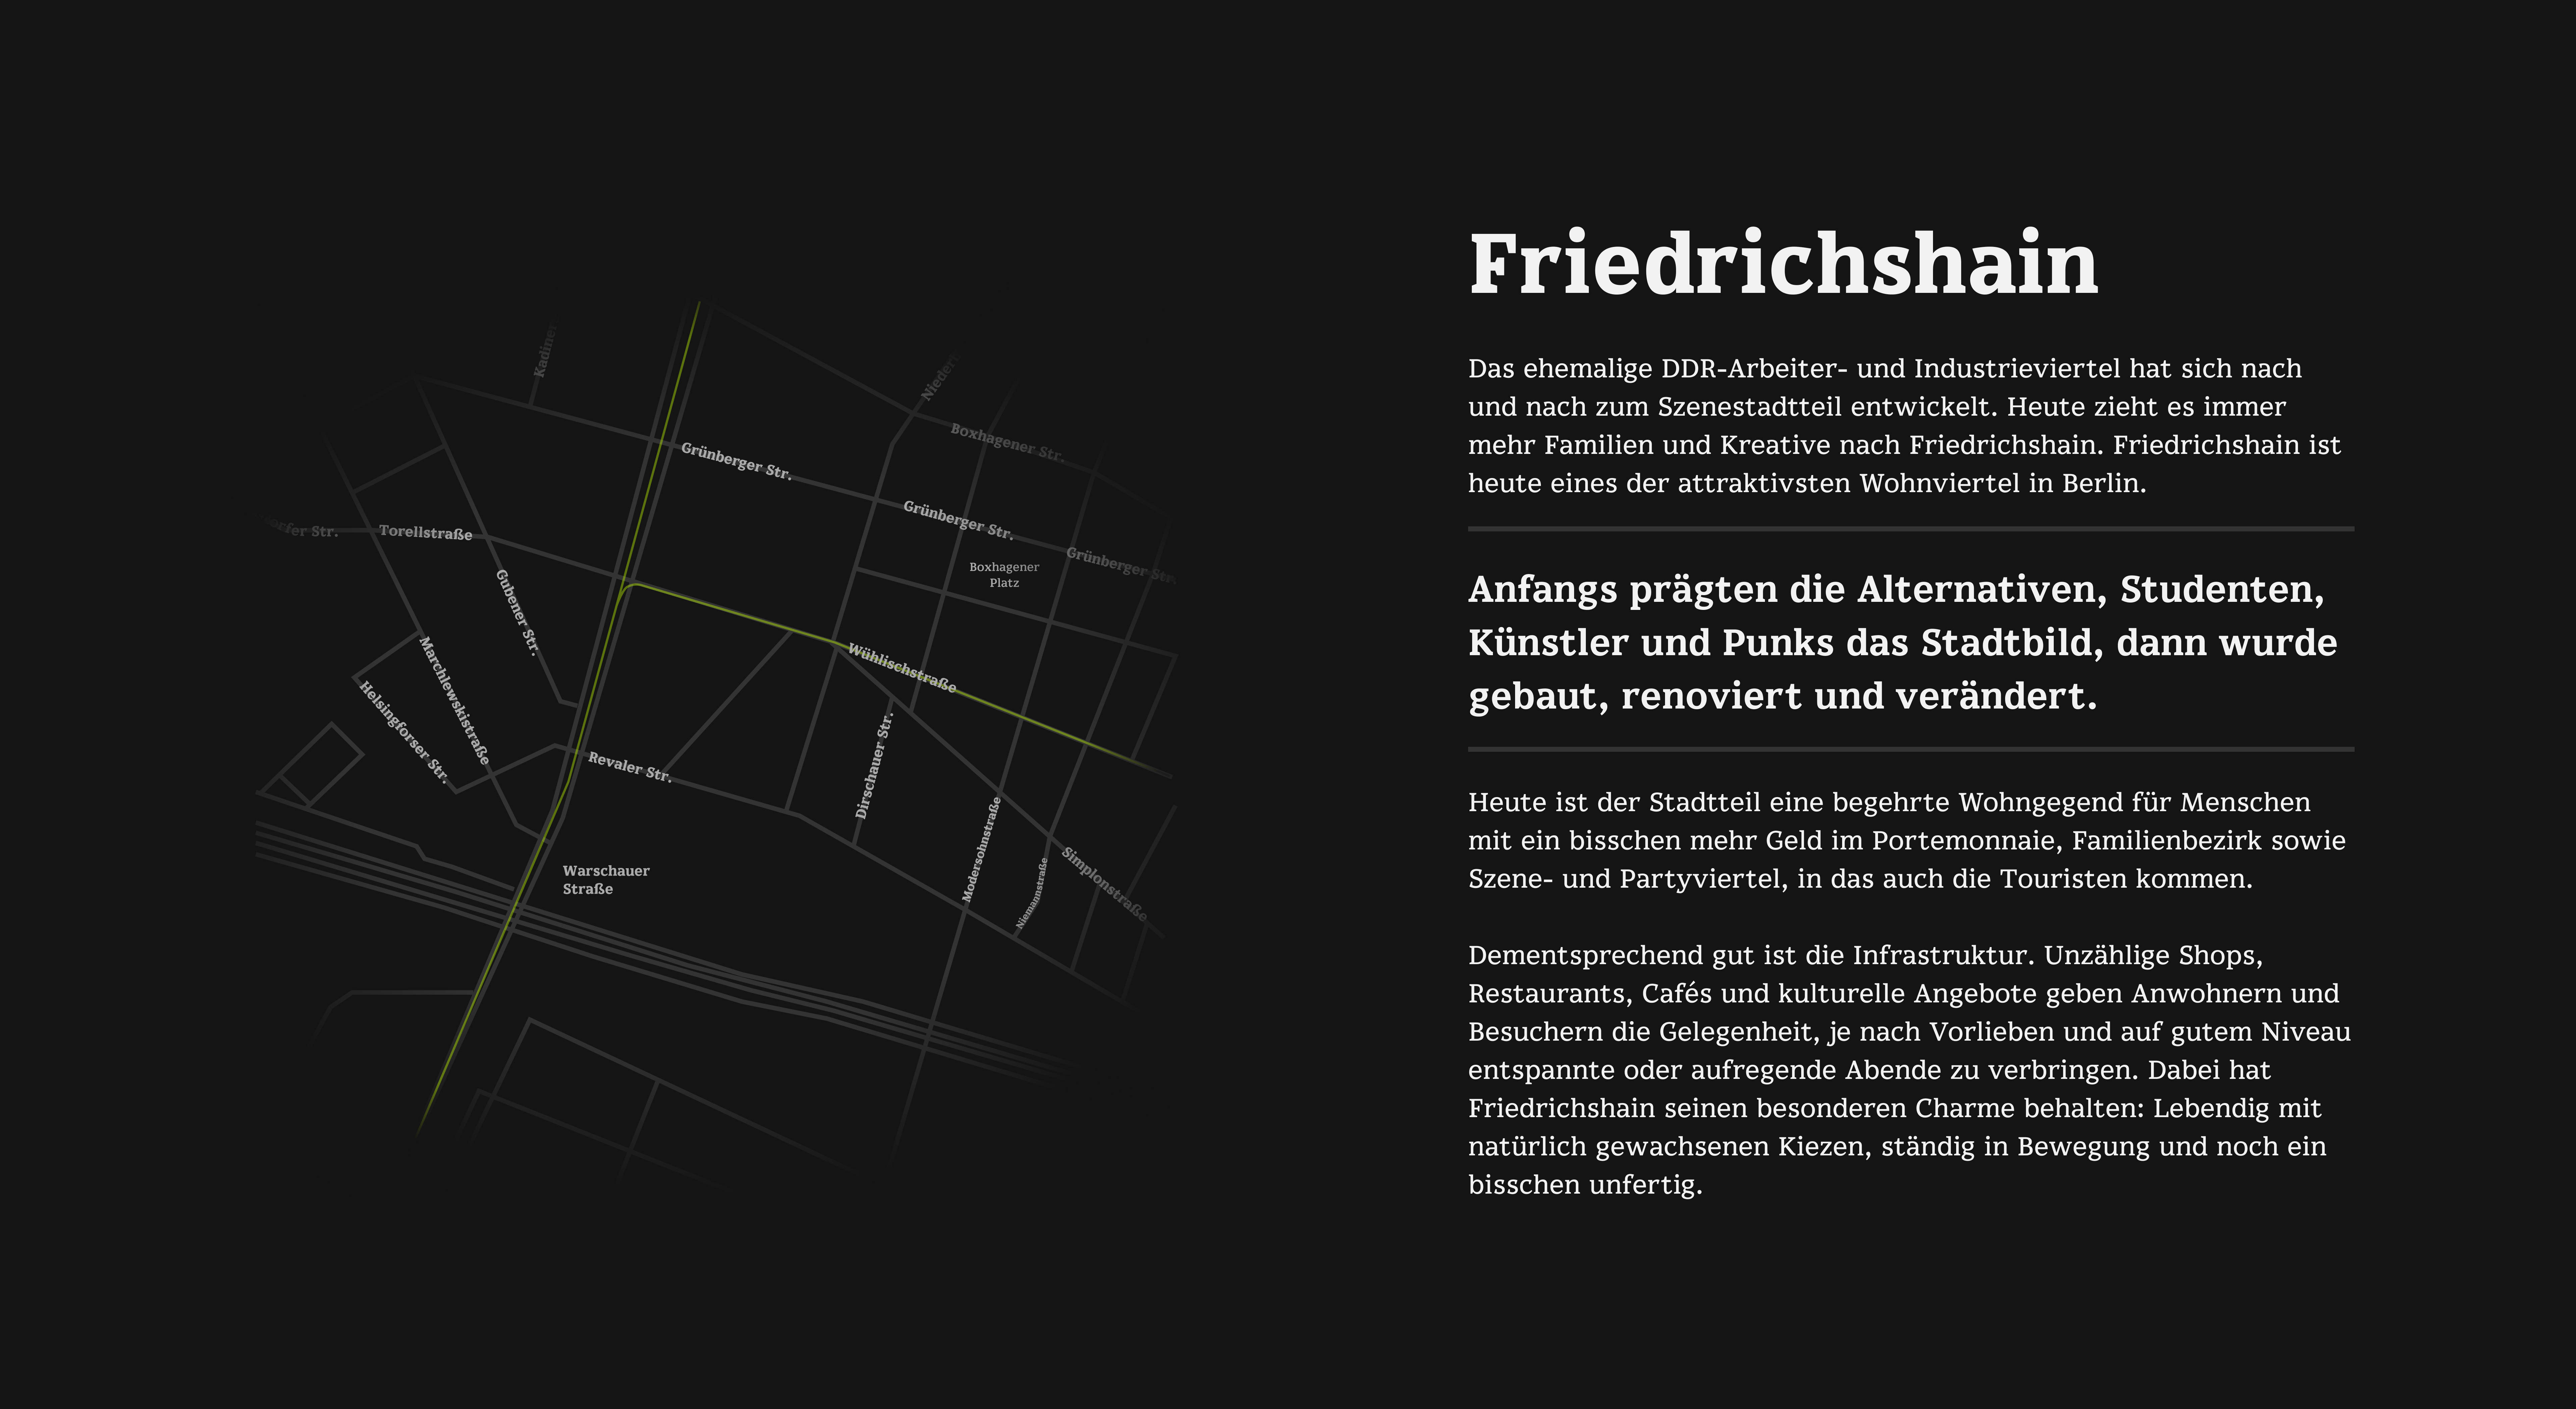 Kadiner
Niederb
Boxhagener Str.
Grünberger Str.
Grünberger Str.
Grünberger Str.
Torellstraße
Str.
Boxhagener
Platz
Gubener Str.
Marchlewskistraße
Helsingforser Str.
Wühlischstraße
Revaler Str.
Dirschauer Str.
Modersohnstraße
Niemannstraße
Simplonstraße
Warschauer
Straße
Friedrichshain
Das ehemalige DDR-Arbeiter- und Industrieviertel hat sich nach
und nach zum Szenestadtteil entwickelt. Heute zieht es immer
mehr Familien und Kreative nach Friedrichshain. Friedrichshain ist
heute eines der attraktivsten Wohnviertel in Berlin.
Anfangs prägten die Alternativen, Studenten,
Künstler und Punks das Stadtbild, dann wurde
gebaut, renoviert und verändert.
Heute ist der Stadtteil eine begehrte Wohngegend für Menschen
mit ein bisschen mehr Geld im Portemonnaie, Familienbezirk sowie
Szene- und Partyviertel, in das auch die Touristen kommen.
Dementsprechend gut ist die Infrastruktur. Unzählige Shops,
Restaurants, Cafés und kulturelle Angebote geben Anwohnern und
Besuchern die Gelegenheit, je nach Vorlieben und auf gutem Niveau
entspannte oder aufregende Abende zu verbringen. Dabei hat
Friedrichshain seinen besonderen Charme behalten: Lebendig mit
natürlich gewachsenen Kiezen, ständig in Bewegung und noch ein
bisschen unfertig.